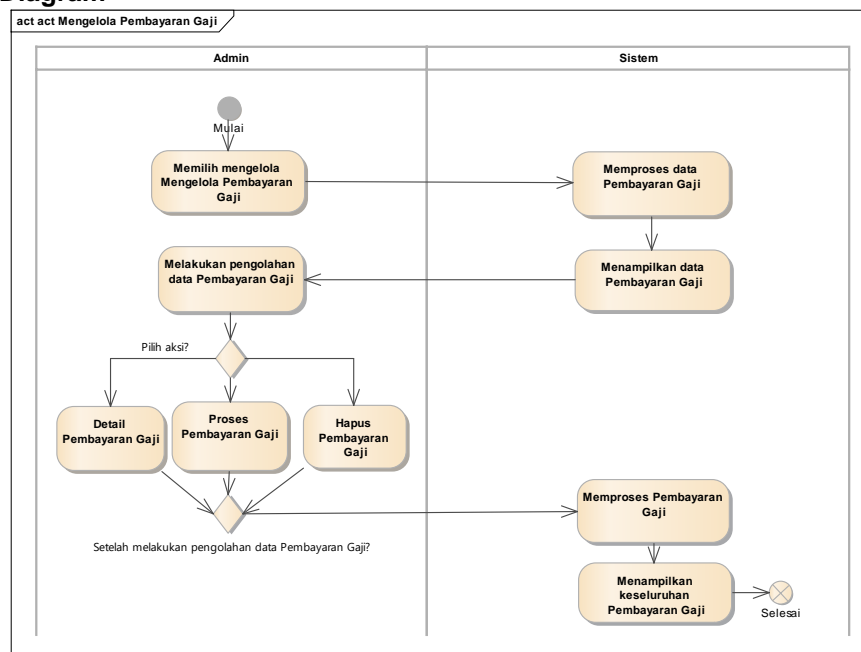 act act Mengelola Pembayaran Gaji
Admin
Sistem
Mulai
Memilih mengelola
Mengelola Pembayaran
Gaji
Memproses data
Pembayaran Gaji
Melakukan pengolahan
data Pembayaran Gaji
Menampilkan data
Pembayaran Gaji
Pilih aksi?
Detail
Pembayaran Gaji
Proses
Pembayaran Gaji
Hapus
Pembayaran
Gaji
Memproses Pembayaran
Gaji
Setelah melakukan pengolahan data Pembayaran Gaji?
Menampilkan
keseluruhan
Pembayaran Gaji
Selesai